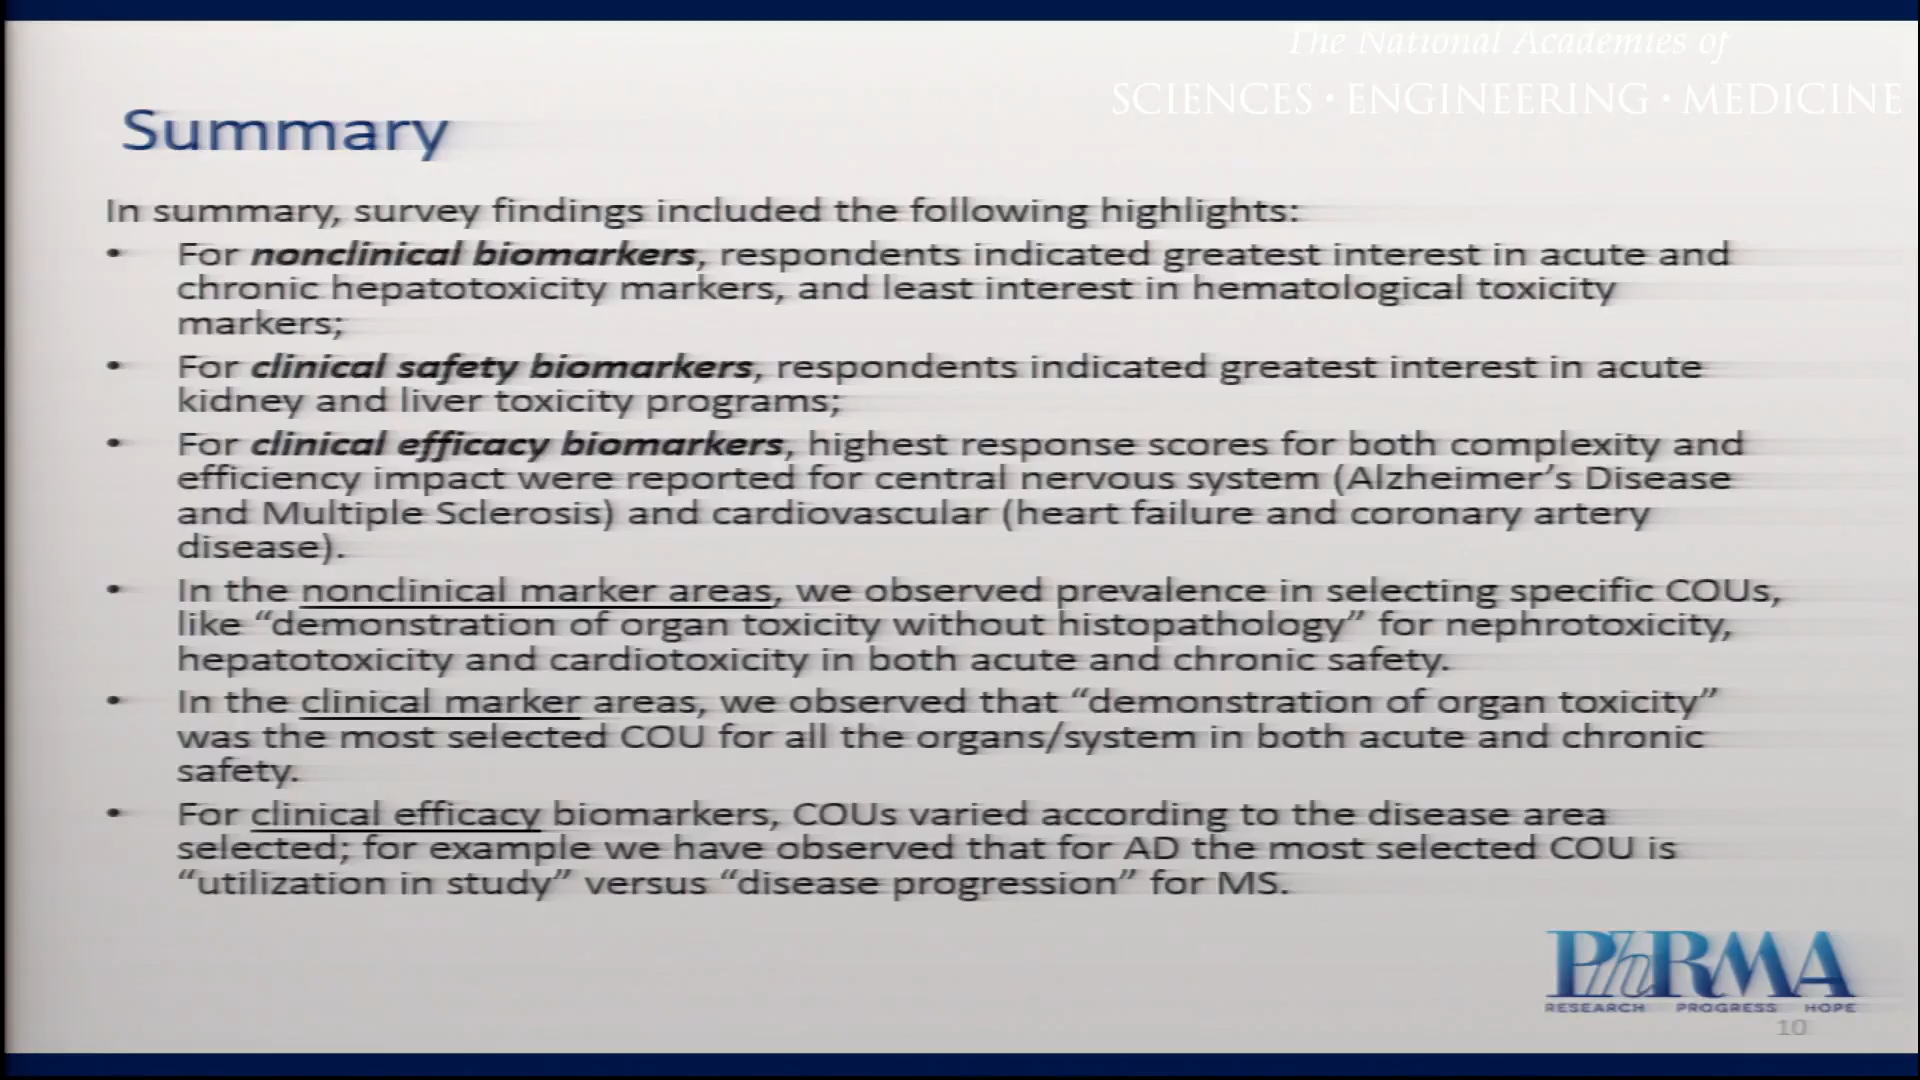 The National Academies of
SCIENCES • ENGINEERING • MEDICINE
Summary
In summary, survey findings included the following highlights:
• For nonclinical biomarkers, respondents indicated greatest interest in acute and
chronic hepatotoxicity markers, and least interest in hematological toxicity
markers;
• For clinical safety biomarkers, respondents indicated greatest interest in acute
kidney and liver toxicity programs;
• For clinical efficacy biomarkers, highest response scores for both complexity and
efficiency impact were reported for central nervous system (Alzheimer’s Disease
and Multiple Sclerosis) and cardiovascular (heart failure and coronary artery
disease).
• In the nonclinical marker areas, we observed prevalence in selecting specific COUs,
like “demonstration of organ toxicity without histopathology” for nephrotoxicity,
hepatotoxicity and cardiotoxicity in both acute and chronic safety.
• In the clinical marker areas, we observed that “demonstration of organ toxicity”
was the most selected COU for all the organs/system in both acute and chronic
safety.
• For clinical efficacy biomarkers, COUs varied according to the disease area
selected; for example we have observed that for AD the most selected COU is
“utilization in study” versus “disease progression” for MS.
PhRMA
RESEARCH PROGRESS HOPE
10